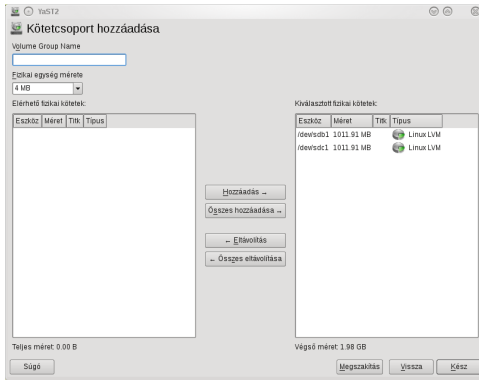 YaST2
Kötetcsoport hozzáadása
Volume Group Name
Fizikai egység mérete
4 MB
Elérhető fizikai kötetek:
Eszköz Méret Titk Típus
Kiválasztott fizikai kötetek:
Eszköz Méret Titk Típus
/dev/sdb1 1011.91 MB Linux LVM
/dev/sdc1 1011.91 MB Linux LVM
Hozzáadás →
Összes hozzáadása →
← Eltávolítás
← Összes eltávolítása
Teljes méret: 0.00 B
Végső méret: 1.98 GB
Súgó
Megszakítás
Vissza
Kész